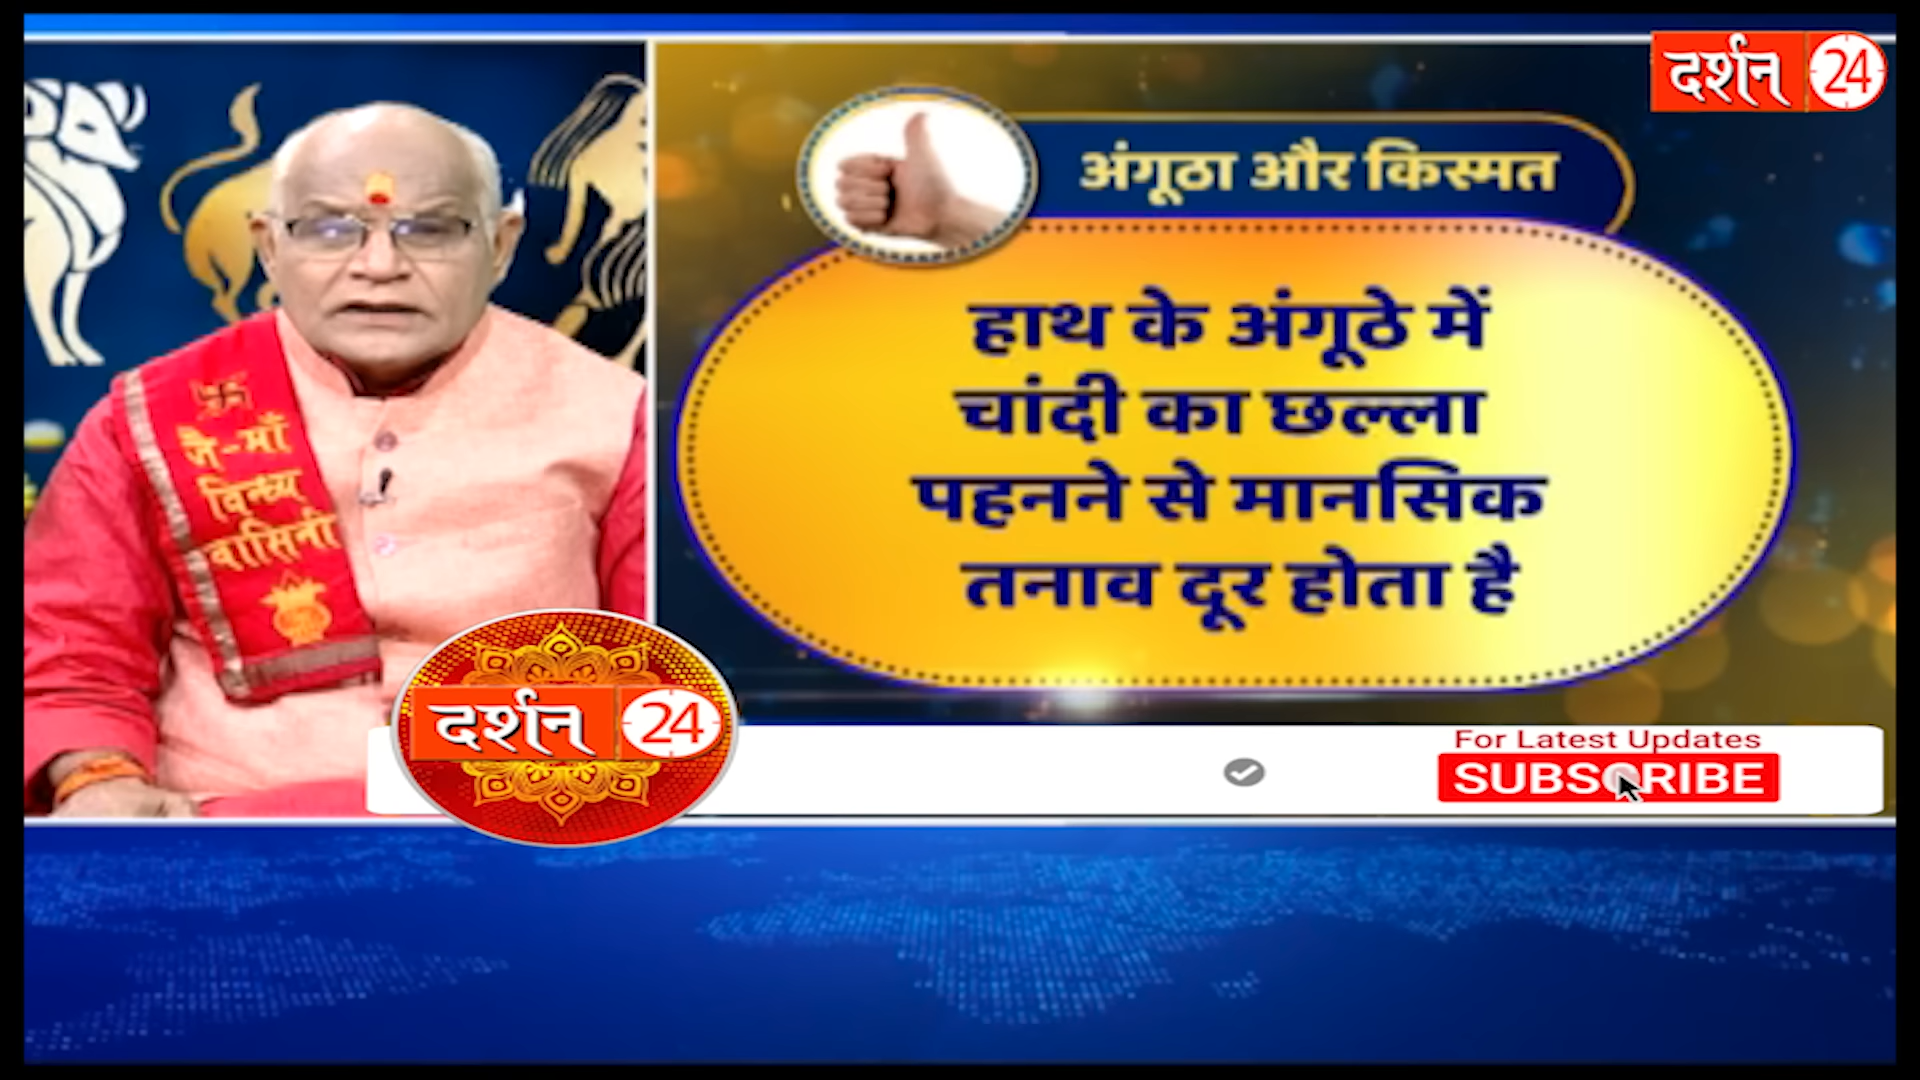 दर्शन 24
अंगूठा और किस्मत
हाथ के अंगूठे में
चांदी का छल्ला
पहनने से मानसिक
तनाव दूर होता है
जै-माँ
विन्ध्य
वासिनी
दर्शन 24
For Latest Updates
SUBSCRIBE